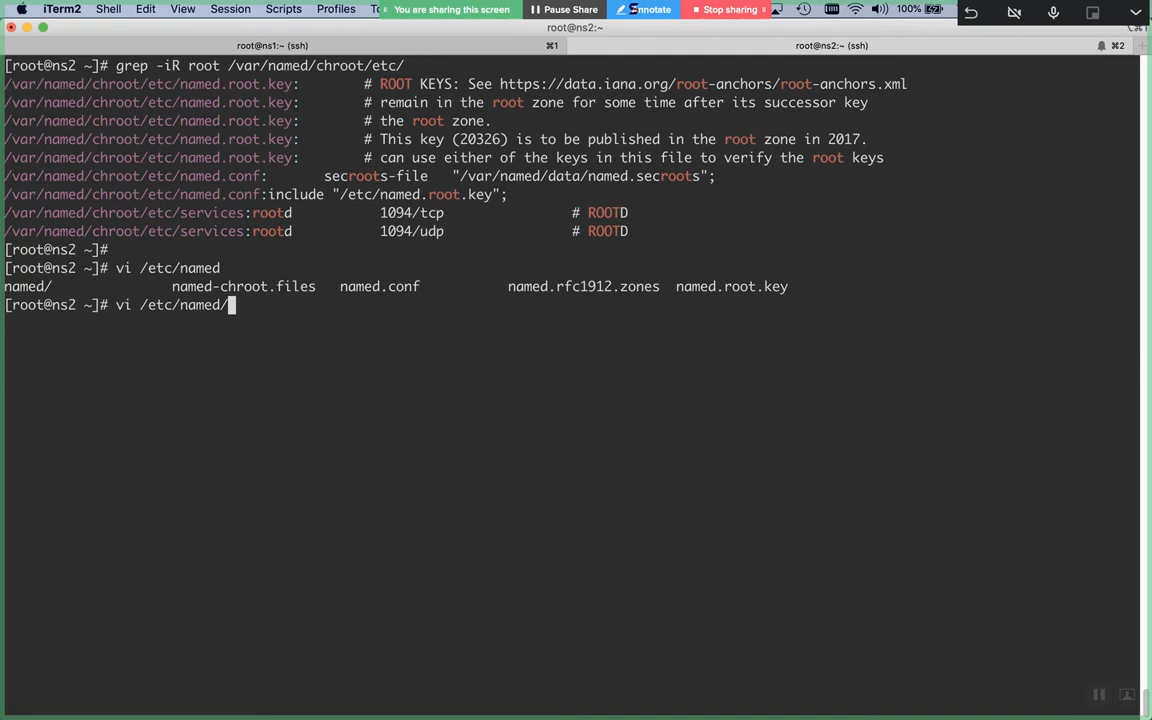 iTerm2 Shell Edit View Session Scripts Profiles To You are sharing this screen Pause Share Annotate Stop sharing 100%
root@ns2:~
root@ns1:~ (ssh) ⌘1 root@ns2:~ (ssh) ⌘2
[root@ns2 ~]# grep -iR root /var/named/chroot/etc/
/var/named/chroot/etc/named.root.key: # ROOT KEYS: See https://data.iana.org/root-anchors/root-anchors.xml
/var/named/chroot/etc/named.root.key: # remain in the root zone for some time after its successor key
/var/named/chroot/etc/named.root.key: # the root zone.
/var/named/chroot/etc/named.root.key: # This key (20326) is to be published in the root zone in 2017.
/var/named/chroot/etc/named.root.key: # can use either of the keys in this file to verify the root keys
/var/named/chroot/etc/named.conf: secroots-file "/var/named/data/named.secroots";
/var/named/chroot/etc/named.conf:include "/etc/named.root.key";
/var/named/chroot/etc/services:rootd 1094/tcp # ROOTD
/var/named/chroot/etc/services:rootd 1094/udp # ROOTD
[root@ns2 ~]#
[root@ns2 ~]# vi /etc/named
named/ named-chroot.files named.conf named.rfc1912.zones named.root.key
[root@ns2 ~]# vi /etc/named/